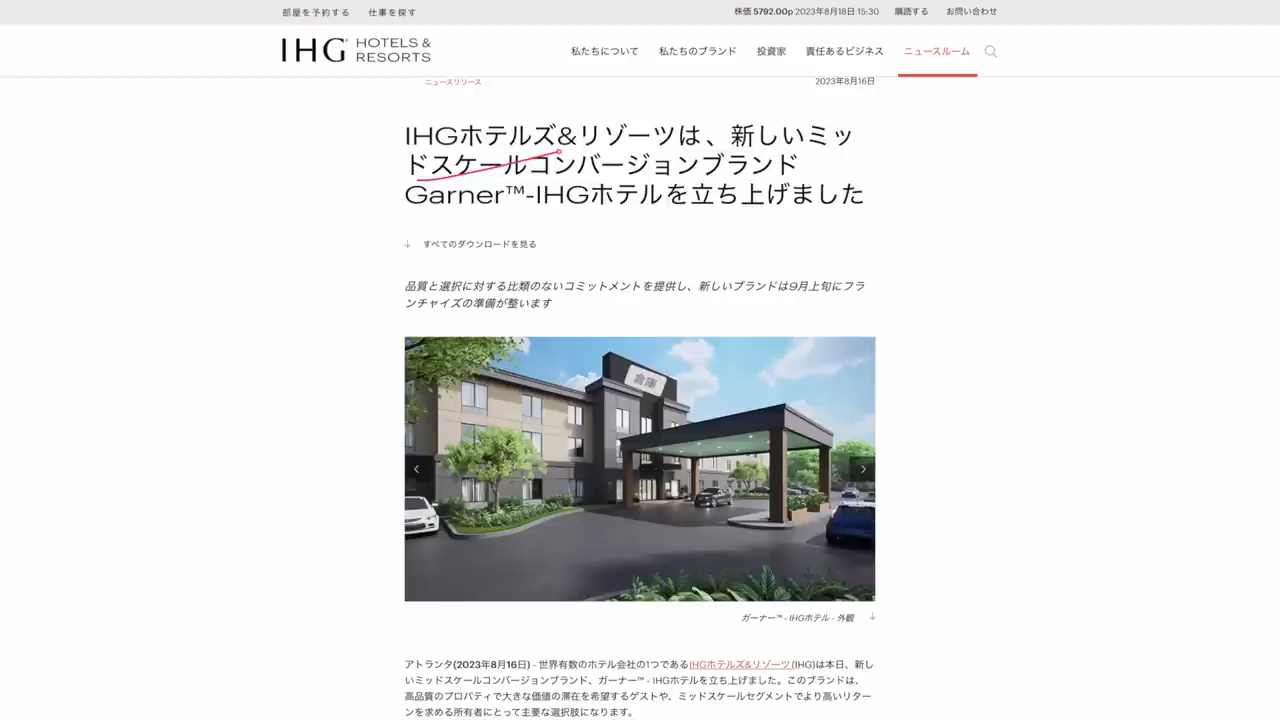 部屋を予約する 仕事を探す 株価 5792.00p 2023年8月18日 15:30 購読する お問い合わせ
IHG HOTELS & RESORTS
私たちについて 私たちのブランド 投資家 責任あるビジネス ニュースルーム
ニュースリリース 2023年8月16日
IHGホテルズ&リゾーツは、新しいミッ
ドスケールコンバージョンブランド
Garner™-IHGホテルを立ち上げました
すべてのダウンロードを見る
品質と選択に対する比類のないコミットメントを提供し、新しいブランドは9月上旬にフラ
ンチャイズの準備が整います
倉庫
ガーナー™ - IHGホテル - 外観
アトランタ(2023年8月16日) - 世界有数のホテル会社の1つであるIHGホテルズ&リゾーツ(IHG)は本日、新し
いミッドスケールコンバージョンブランド、ガーナー™ - IHGホテルを立ち上げました。このブランドは、
高品質のプロパティで大きな価値の滞在を希望するゲストや、ミッドスケールセグメントでより高いリター
ンを求める所有者にとって主要な選択肢になります。